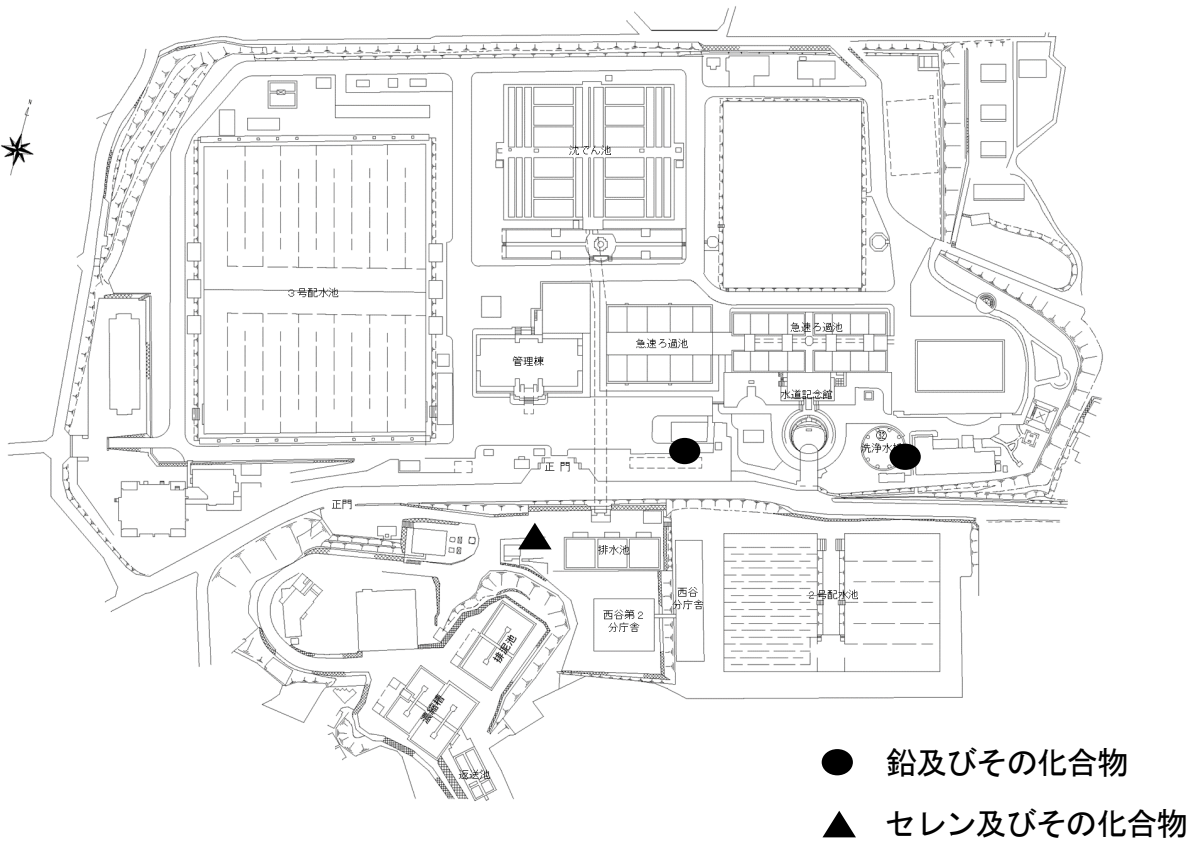 N
沈でん池
3号配水池
急速ろ過池
急速ろ過池
管理棟
水道記念館
正門
正門
排水池
西谷
分庁舎
西谷第2
分庁舎
2号配水池
排泥池
濃縮槽
返送池
鉛及びその化合物
セレン及びその化合物